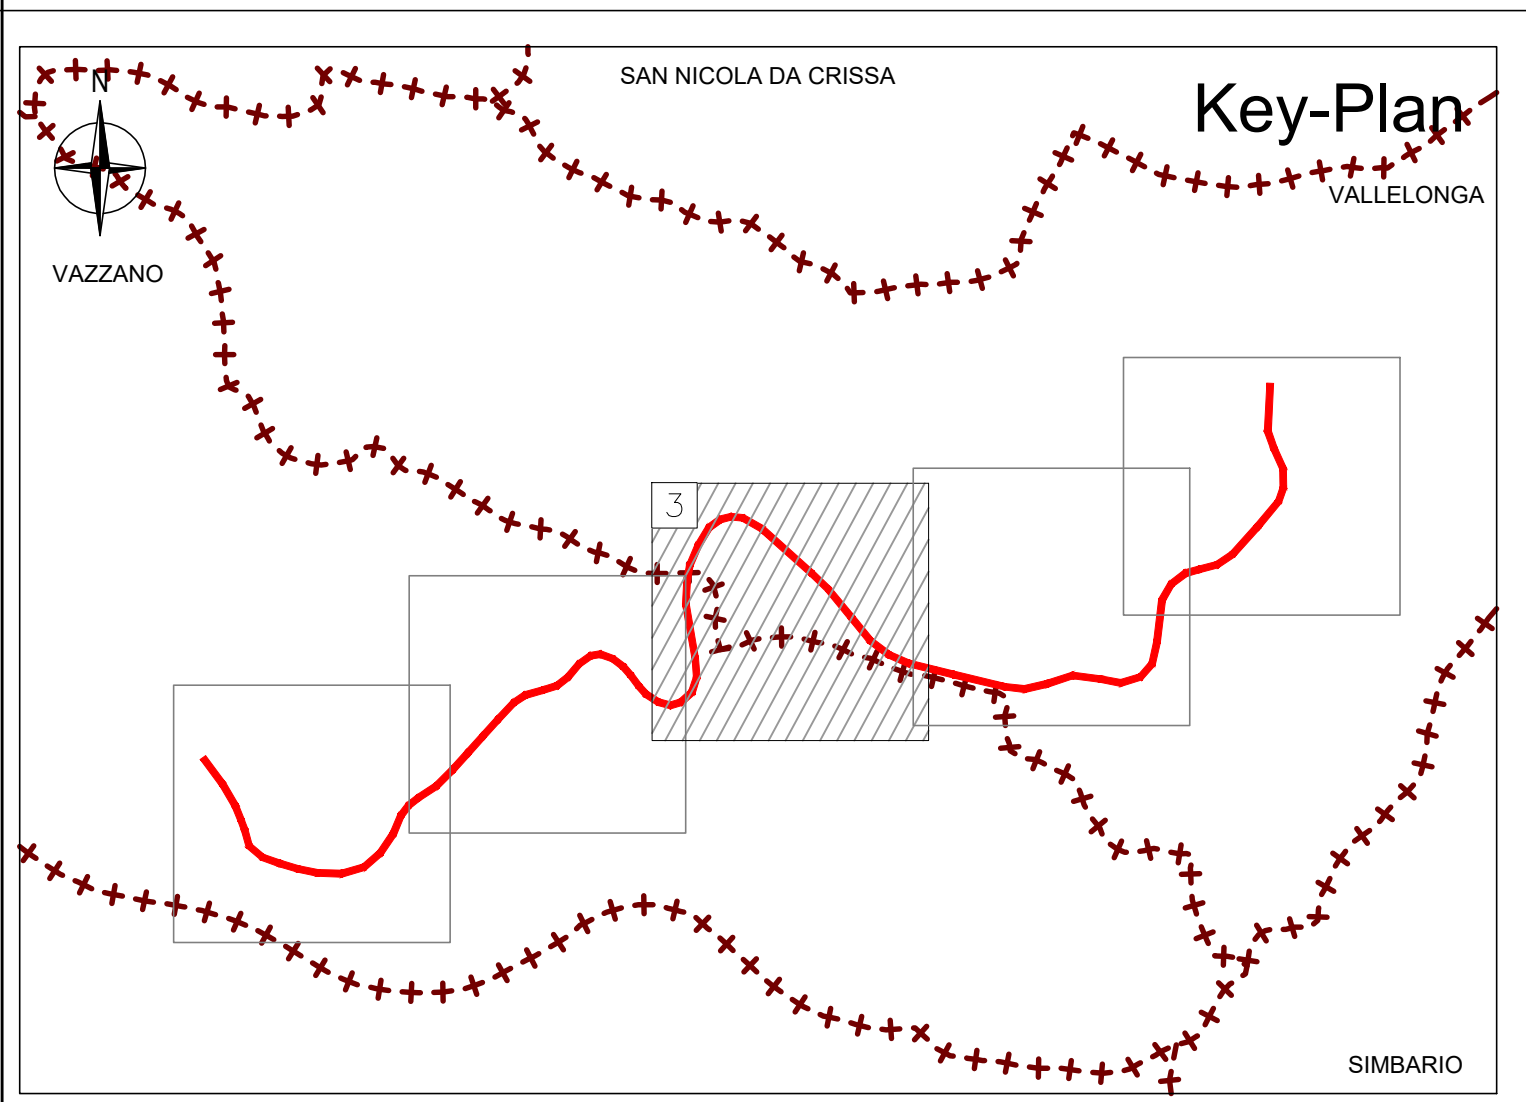 N
SAN NICOLA DA CRISSA
Key-Plan
VALLELONGA
VAZZANO
3
SIMBARIO